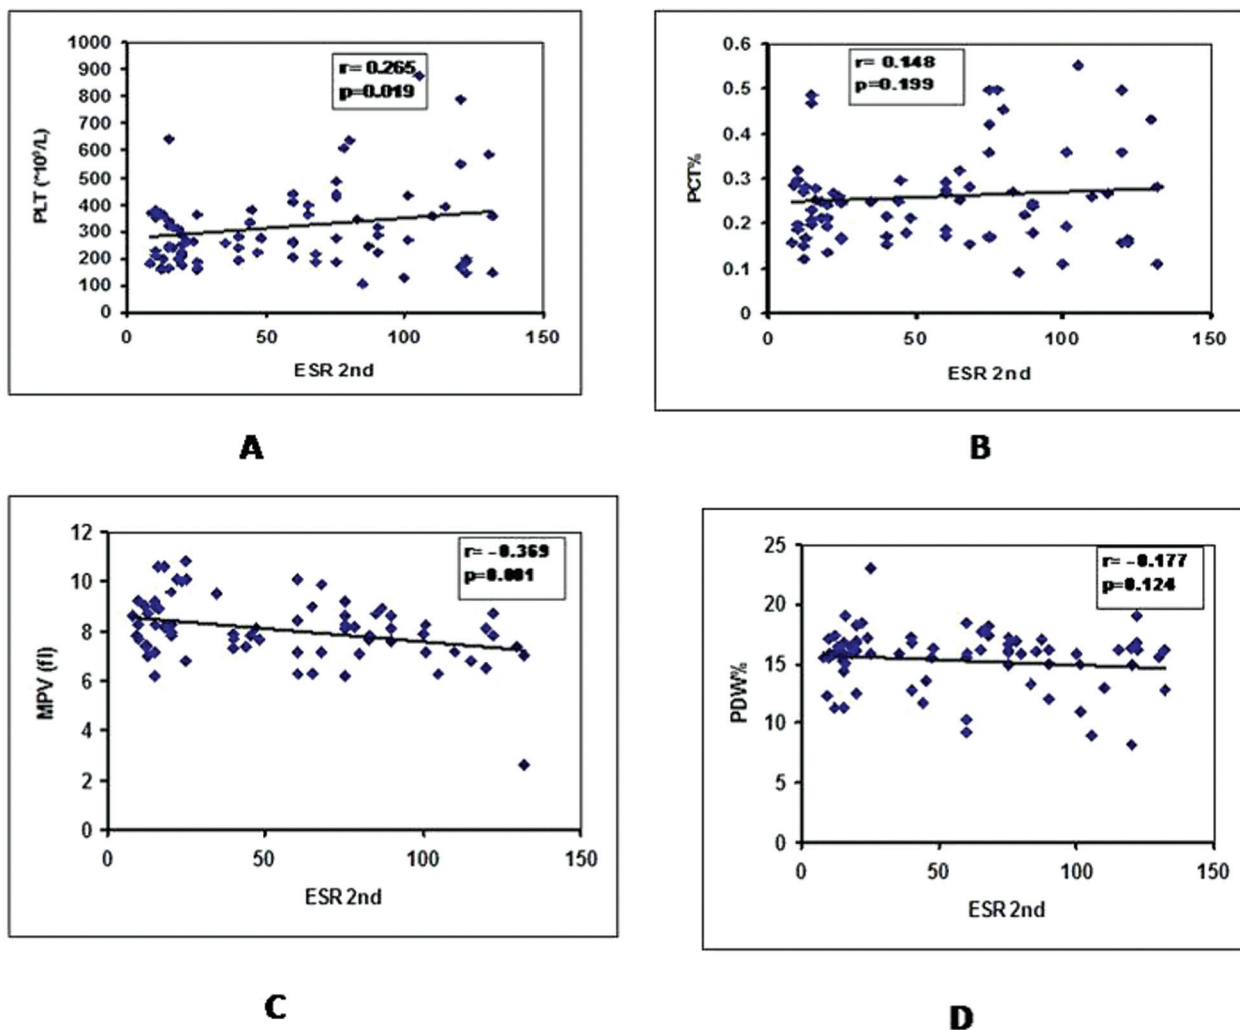 1000
900
800
700
600
500
400
300
200
100
0
PLT (*10⁹/L)
r= 0.265
p=0.019
0 50 100 150
ESR 2nd
A
0.6
0.5
0.4
0.3
0.2
0.1
0
PCT%
r= 0.148
p=0.199
0 50 100 150
ESR 2nd
B
12
10
8
6
4
2
0
MPV (fl)
r= -0.369
p=0.001
0 50 100 150
ESR 2nd
C
25
20
15
10
5
0
PDW%
r= -0.177
p=0.124
0 50 100 150
ESR 2nd
D